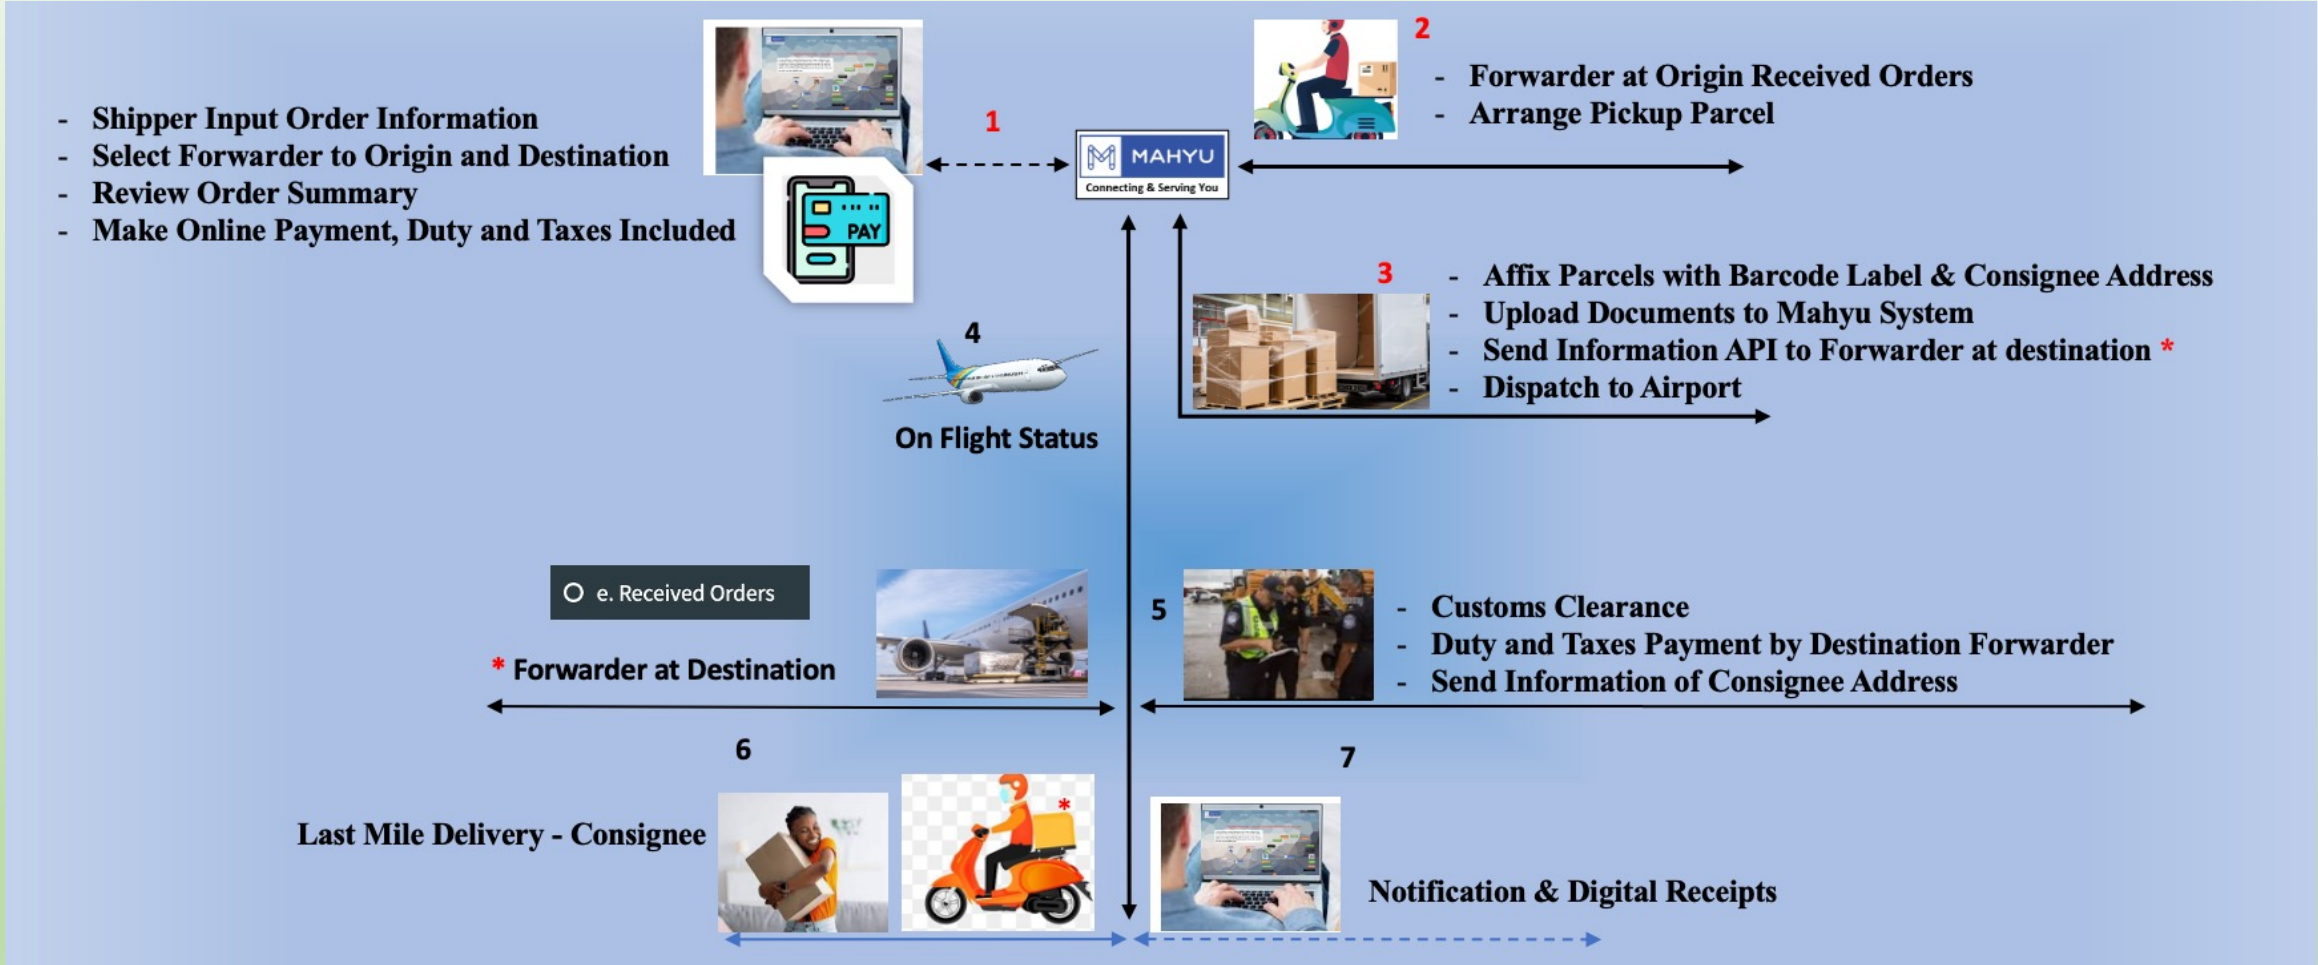 1
- Shipper Input Order Information
- Select Forwarder to Origin and Destination
- Review Order Summary
- Make Online Payment, Duty and Taxes Included
PAY
MAHYU
Connecting & Serving You
2
- Forwarder at Origin Received Orders
- Arrange Pickup Parcel
3
- Affix Parcels with Barcode Label & Consignee Address
- Upload Documents to Mahyu System
- Send Information API to Forwarder at destination *
- Dispatch to Airport
4
On Flight Status
e. Received Orders
* Forwarder at Destination
5
- Customs Clearance
- Duty and Taxes Payment by Destination Forwarder
- Send Information of Consignee Address
6
Last Mile Delivery - Consignee
*
7
Notification & Digital Receipts